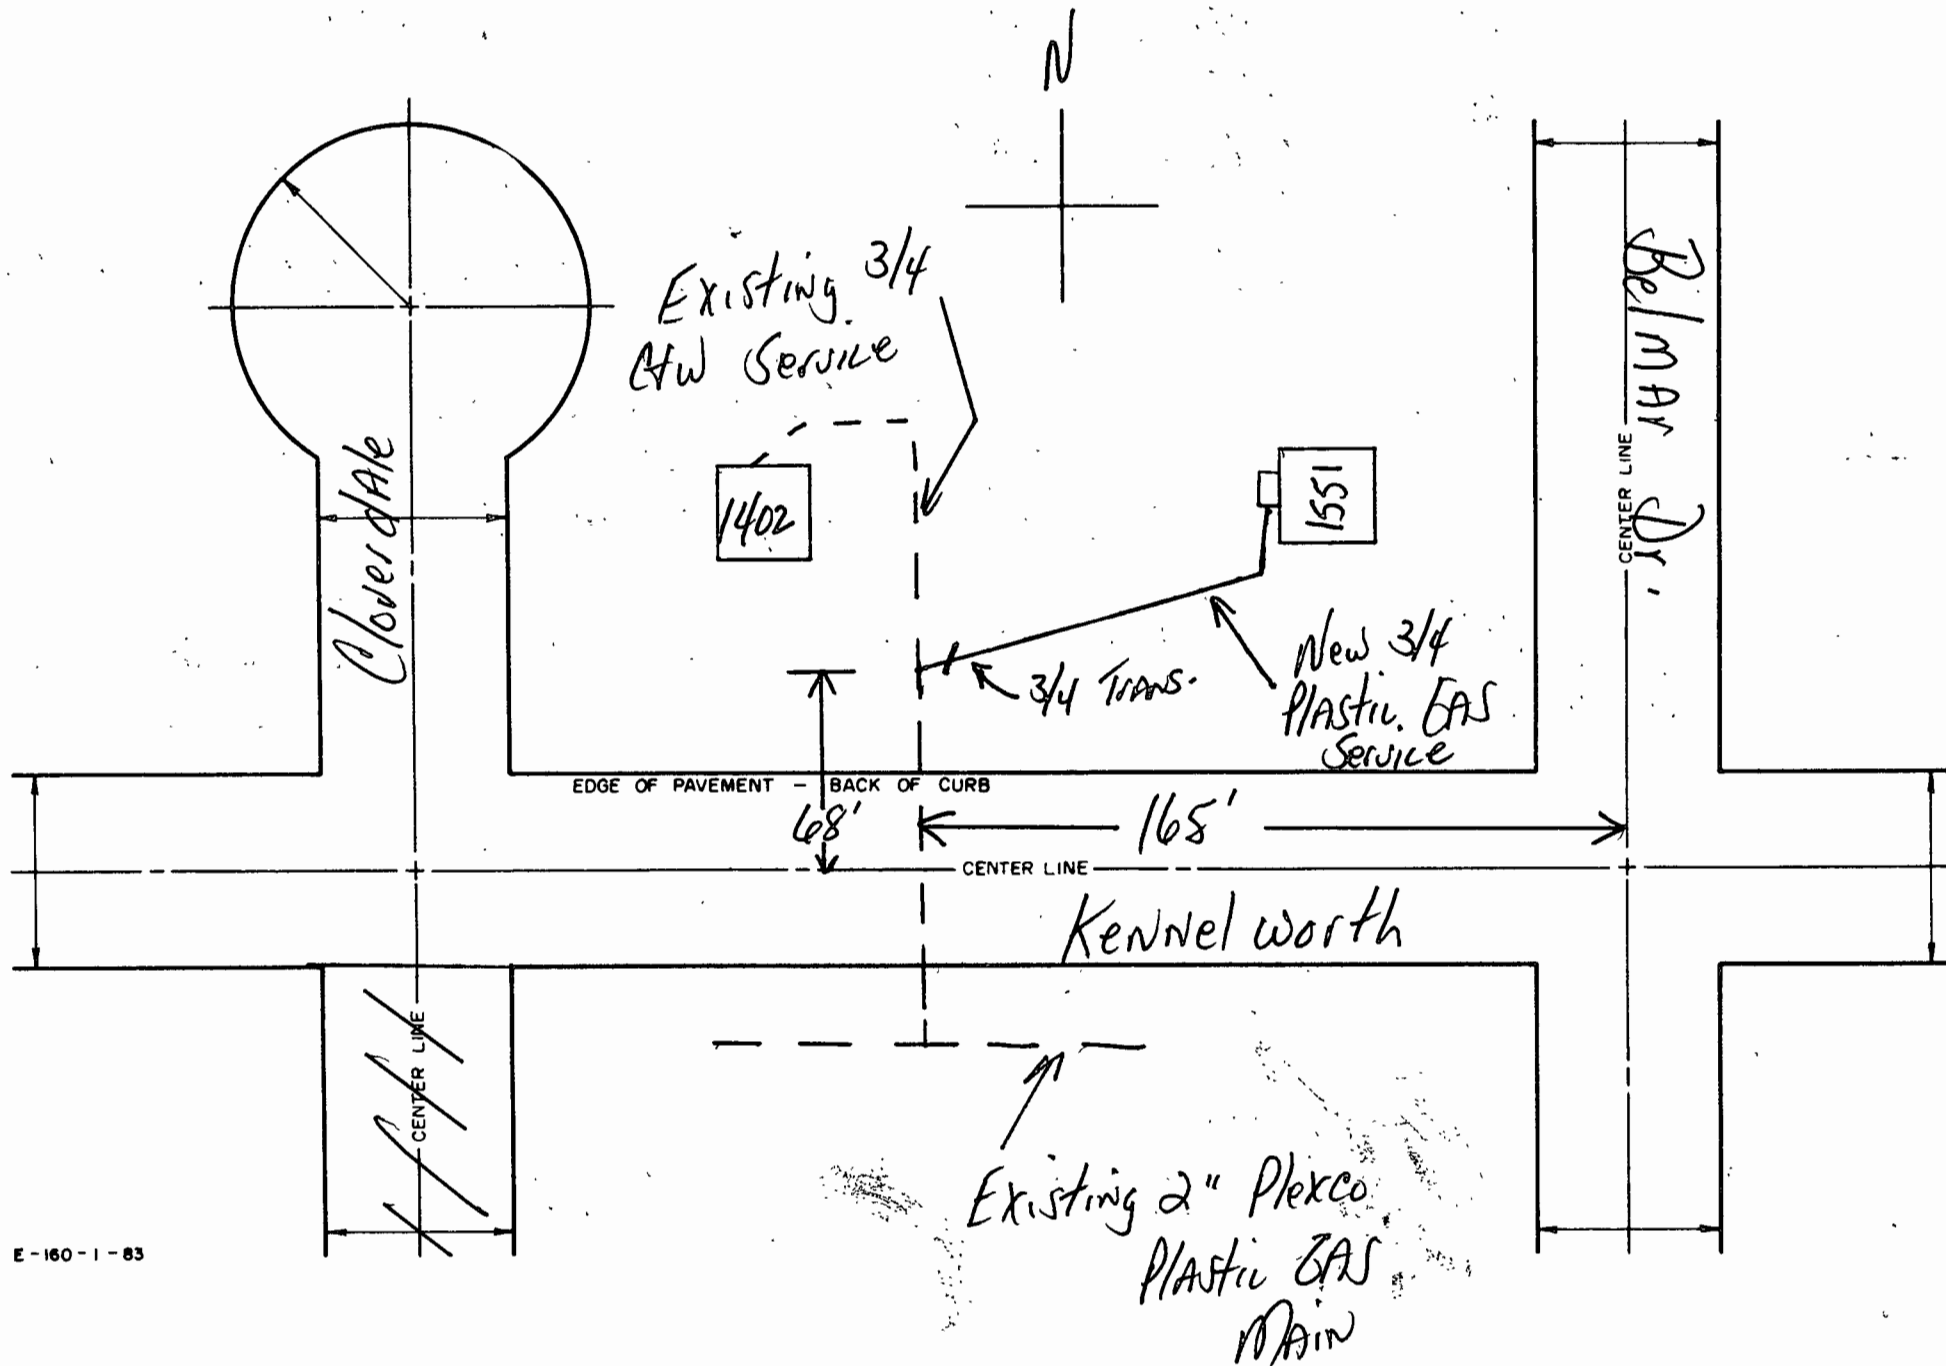 N
Existing 3/4
C+W Service
Cloverdale
Belmar Dr.
CENTER LINE
1402
1551
3/4 TRANS.
New 3/4
Plastic GAS
Service
EDGE OF PAVEMENT - BACK OF CURB
68'
165'
CENTER LINE
Kennel worth
CENTER LINE
Existing 2" Plexco
Plastic GAS
MAIN
E-160-1-83